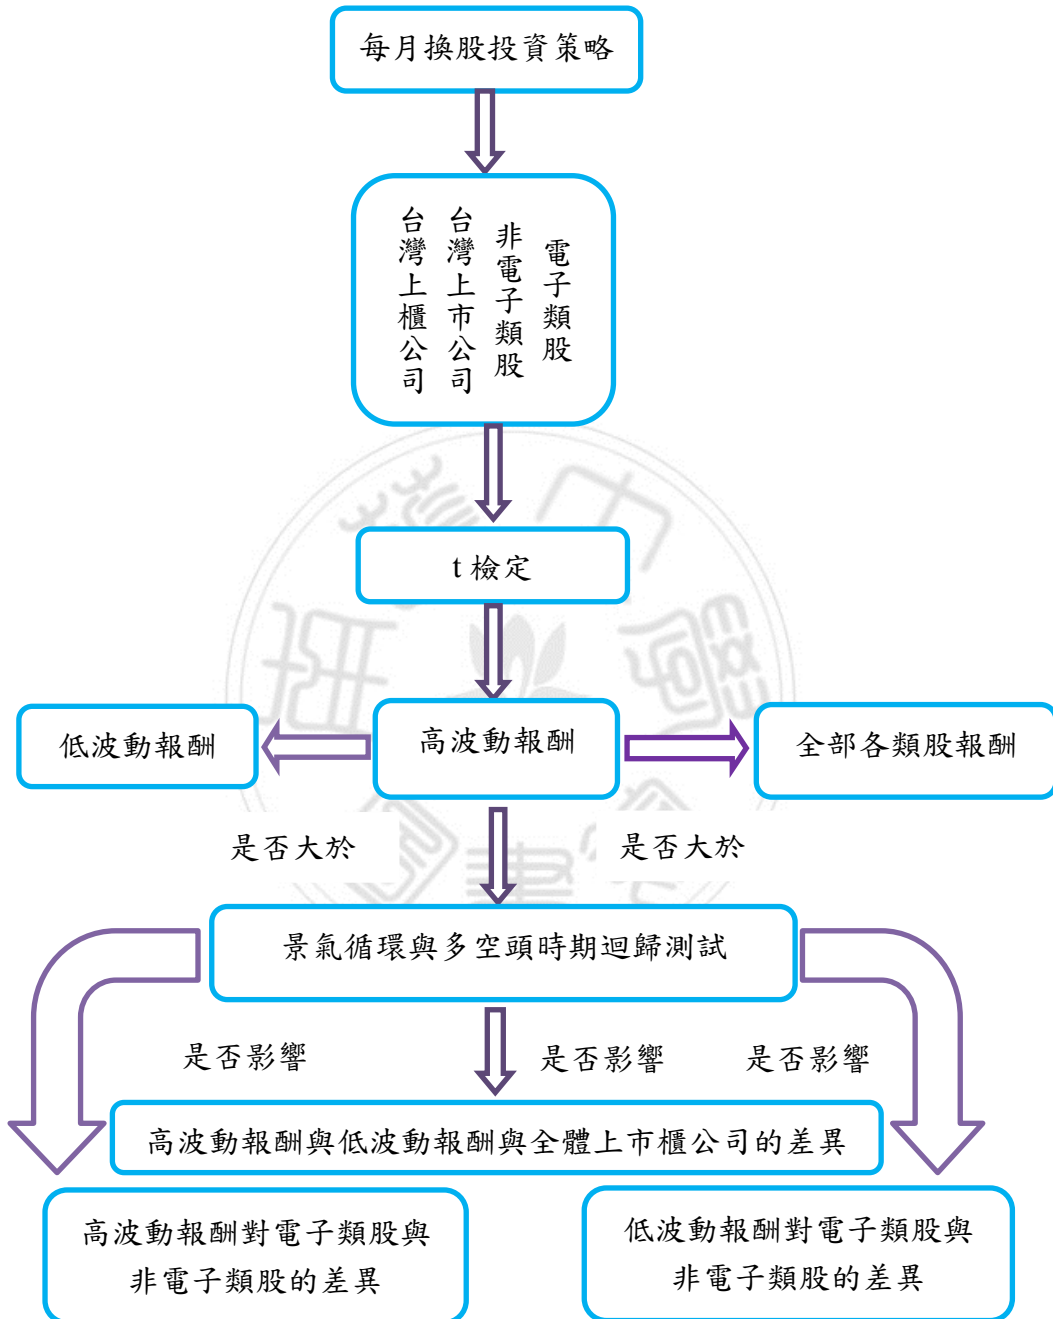 每月換股投資策略
電子類股
非電子類股
台灣上市公司
台灣上櫃公司
t 檢定
低波動報酬
高波動報酬
全部各類股報酬
是否大於
是否大於
景氣循環與多空頭時期迴歸測試
是否影響
是否影響
是否影響
高波動報酬與低波動報酬與全體上市櫃公司的差異
高波動報酬對電子類股與
非電子類股的差異
低波動報酬對電子類股與
非電子類股的差異